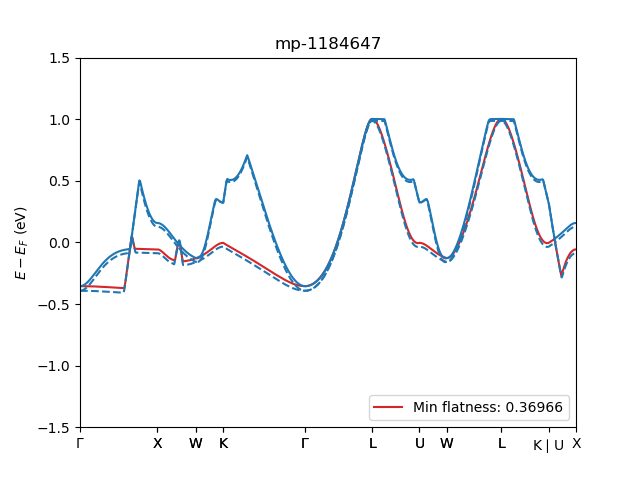 mp-1184647
E − E_F (eV)
1.5
1.0
0.5
0.0
−0.5
−1.0
−1.5
Min flatness: 0.36966
Γ X W K Γ L U W L K | U X